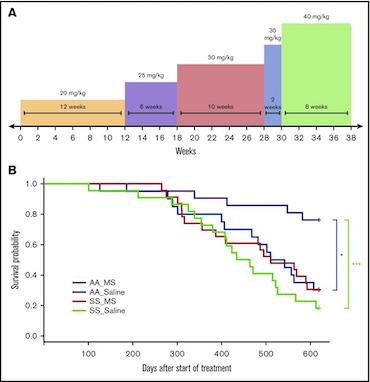 A
40 mg/kg
35
mg/kg
30 mg/kg
25 mg/kg
20 mg/kg
12 weeks
6 weeks
10 weeks
2
weeks
8 weeks
0 2 4 6 8 10 12 14 16 18 20 22 24 26 28 30 32 34 36 38
Weeks
B
Survival probability
1.0
0.8
0.6
0.4
0.2
0.0
AA_MS
AA_Saline
SS_MS
SS_Saline
*
***
100 200 300 400 500 600
Days after start of treatment